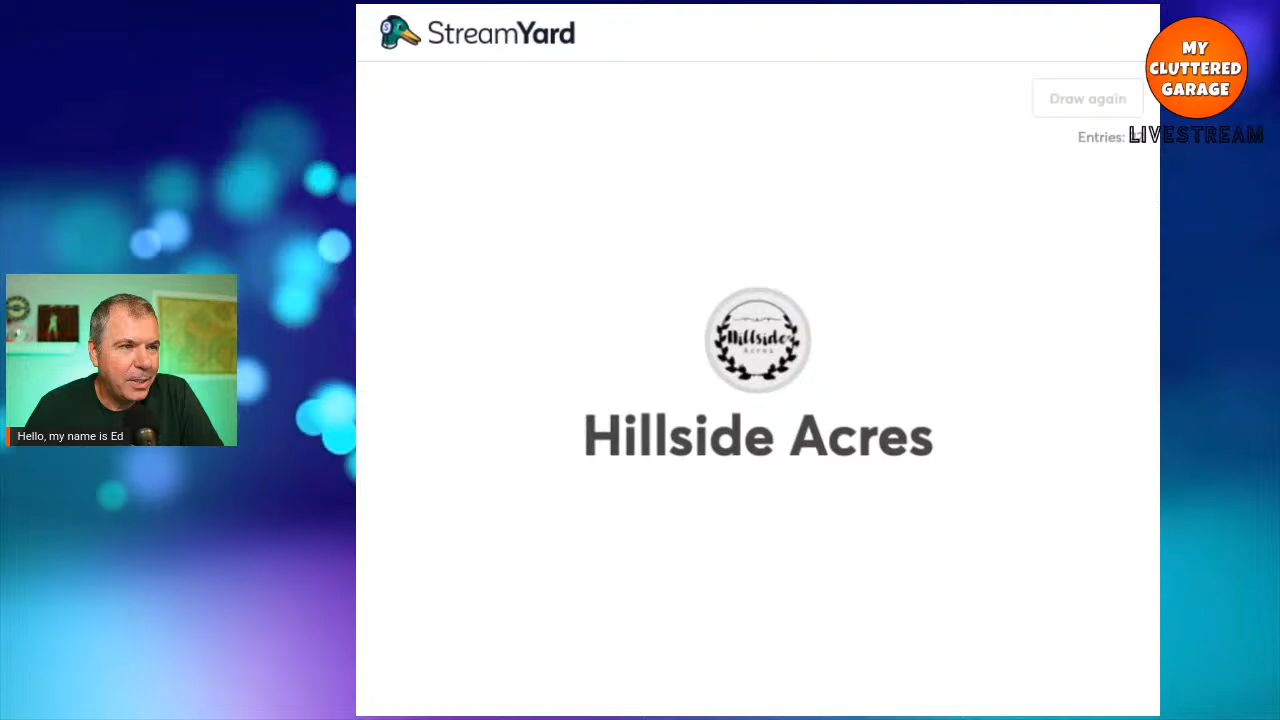 StreamYard
MY
CLUTTERED
GARAGE
LIVESTREAM
Draw again
Entries:
Hillside
Acres
Hillside Acres
Hello, my name is Ed